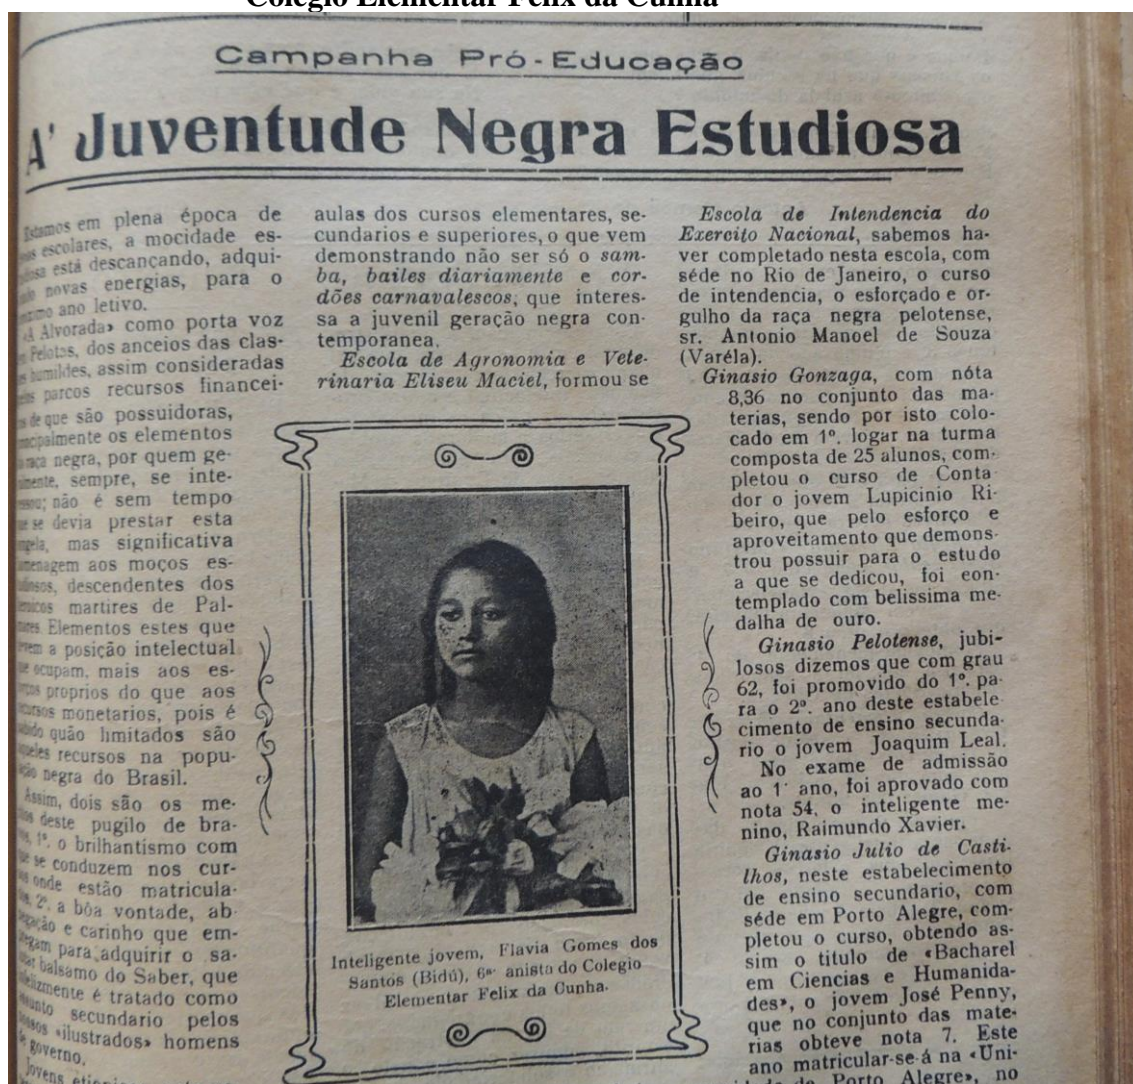 Colégio Elementar Felix da Cunha
Campanha Pró-Educação
A' Juventude Negra Estudiosa
Estamos em plena época de
escolares, a mocidade es-
está descançando, adqui-
novas energias, para o
ano letivo.
«A Alvorada» como porta voz
Pelotas, dos anceios das clas-
humildes, assim consideradas
parcos recursos financei-
de que são possuidoras,
os elementos
raça negra, por quem ge-
sempre, se inte-
não é sem tempo
se devia prestar esta
mas significativa
aos moços es-
descendentes dos
martires de Pal-
Elementos estes que
a posição intelectual
ocupam, mais aos es-
proprios do que aos
monetarios, pois é
quão limitados são
recursos na popu-
negra do Brasil.
Assim, dois são os me-
deste pugilo de bra-
1º. o brilhantismo com
se conduzem nos cur-
onde estão matricula-
2º. a bôa vontade, ab-
e carinho que em-
para adquirir o sa-
balsamo do Saber, que
é tratado como
secundario pelos
«ilustrados» homens
governo.
Jovens
aulas dos cursos elementares, se-
cundarios e superiores, o que vem
demonstrando não ser só o sam-
ba, bailes diariamente e cor-
dões carnavalescos, que interes-
sa a juvenil geração negra con-
temporanea.
Escola de Agronomia e Vete-
rinaria Eliseu Maciel, formou se
Inteligente jovem, Flavia Gomes dos
Santos (Bidú), 6ª anista do Colegio
Elementar Felix da Cunha.
Escola de Intendencia do
Exercito Nacional, sabemos ha-
ver completado nesta escola, com
séde no Rio de Janeiro, o curso
de intendencia, o esforçado e or-
gulho da raça negra pelotense,
sr. Antonio Manoel de Souza
(Varéla).
Ginasio Gonzaga, com nóta
8,36 no conjunto das ma-
terias, sendo por isto colo-
cado em 1º. logar na turma
composta de 25 alunos, com-
pletou o curso de Conta
dor o jovem Lupicinio Ri-
beiro, que pelo esforço e
aproveitamento que demons-
trou possuir para o estudo
a que se dedicou, foi eon-
templado com belissima me-
dalha de ouro.
Ginasio Pelotense, jubi-
losos dizemos que com grau
62, foi promovido do 1º. pa-
ra o 2º. ano deste estabele
cimento de ensino secunda-
rio o jovem Joaquim Leal.
No exame de admissão
ao 1º ano, foi aprovado com
nota 54, o inteligente me-
nino, Raimundo Xavier.
Ginasio Julio de Casti-
lhos, neste estabelecimento
de ensino secundario, com
séde em Porto Alegre, com-
pletou o curso, obtendo as-
sim o titulo de «Bacharel
em Ciencias e Humanida-
des», o jovem José Penny,
que no conjunto das mate-
rias obteve nota 7. Este
ano matricular-se-á na «Uni-
de Porto Alegre», no